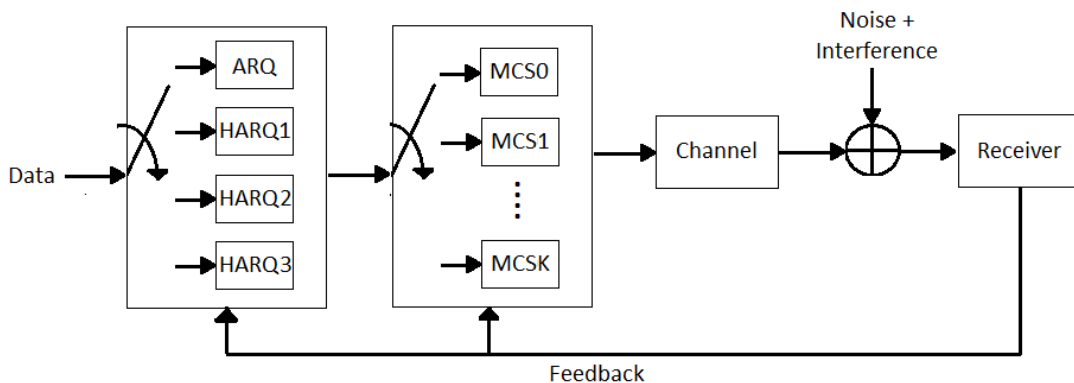 Data
ARQ
HARQ1
HARQ2
HARQ3
MCS0
MCS1
MCSK
Channel
Noise +
Interference
Receiver
Feedback